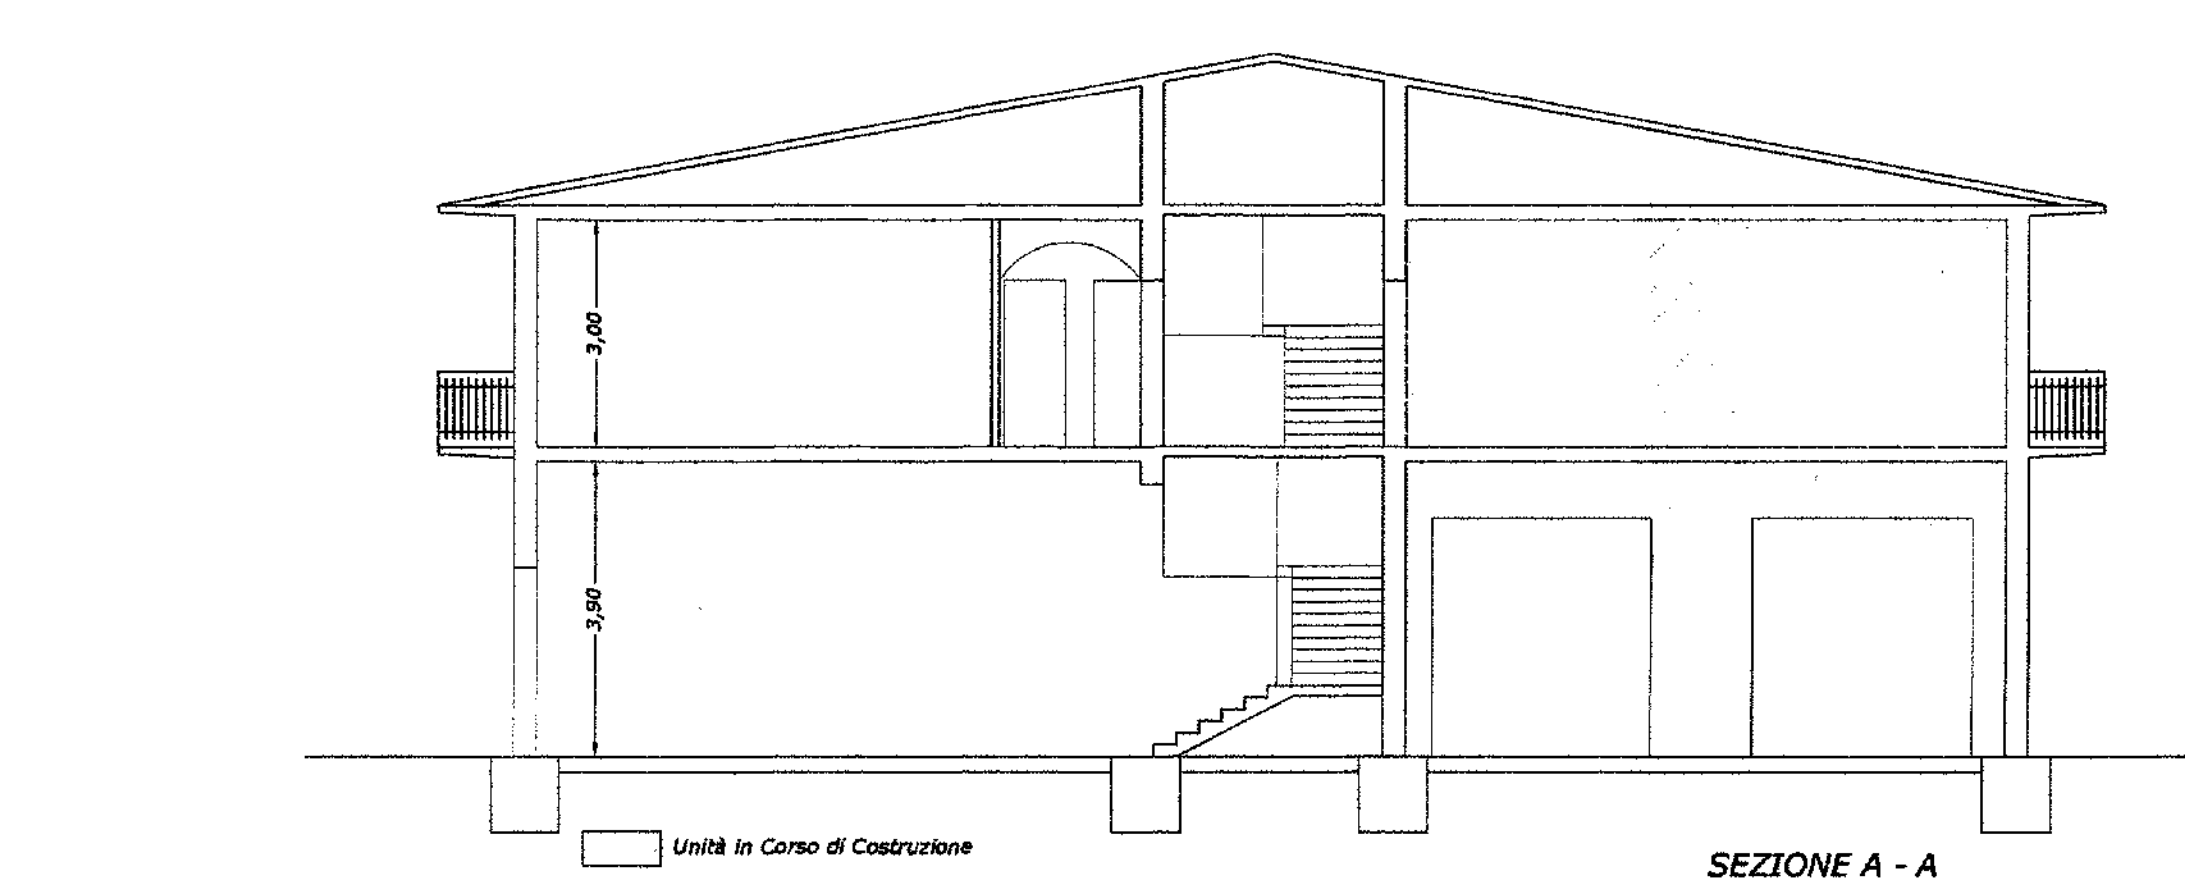 3,00
3,90
Unità in Corso di Costruzione
SEZIONE A - A